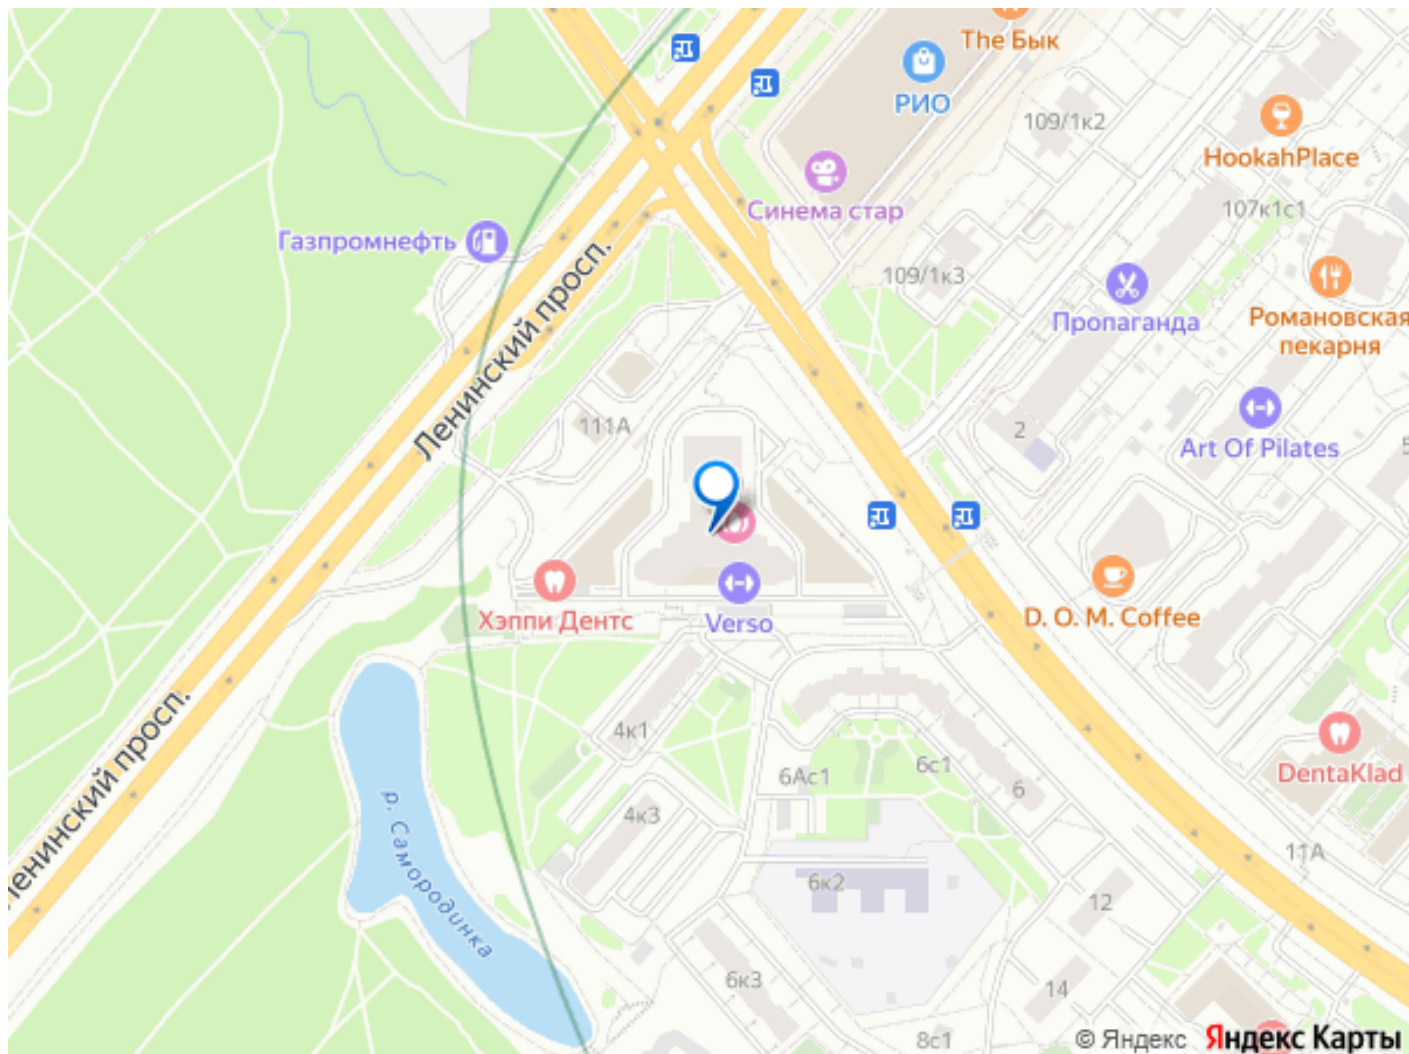 The Бык
РИО
109/1к2
HookahPlace
Синема стар
107к1с1
Газпромнефть
109/1к3
Пропаганда
Романовская
пекарня
Ленинский просп.
111А
2
Art Of Pilates
Хэппи Дентс
Verso
D. O. M. Coffee
4к1
6Ас1
6с1
6
DentaKlad
Ленинский просп.
4к3
11А
р. Самородинка
6к2
12
6к3
14
8с1
© Яндекс Яндекс Карты